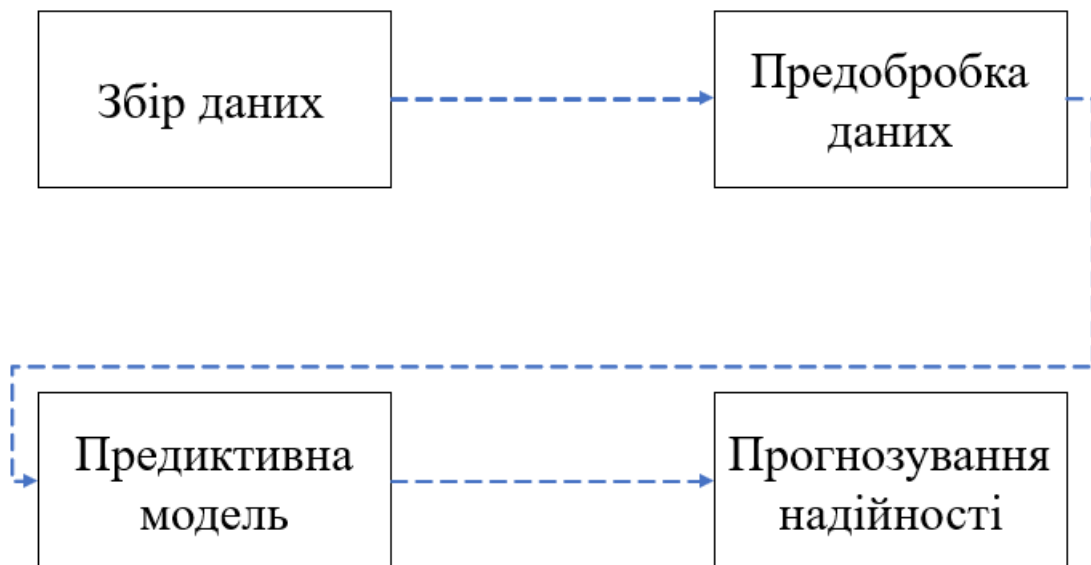 Збір даних
Предобробка
даних
Предиктивна
модель
Прогнозування
надійності